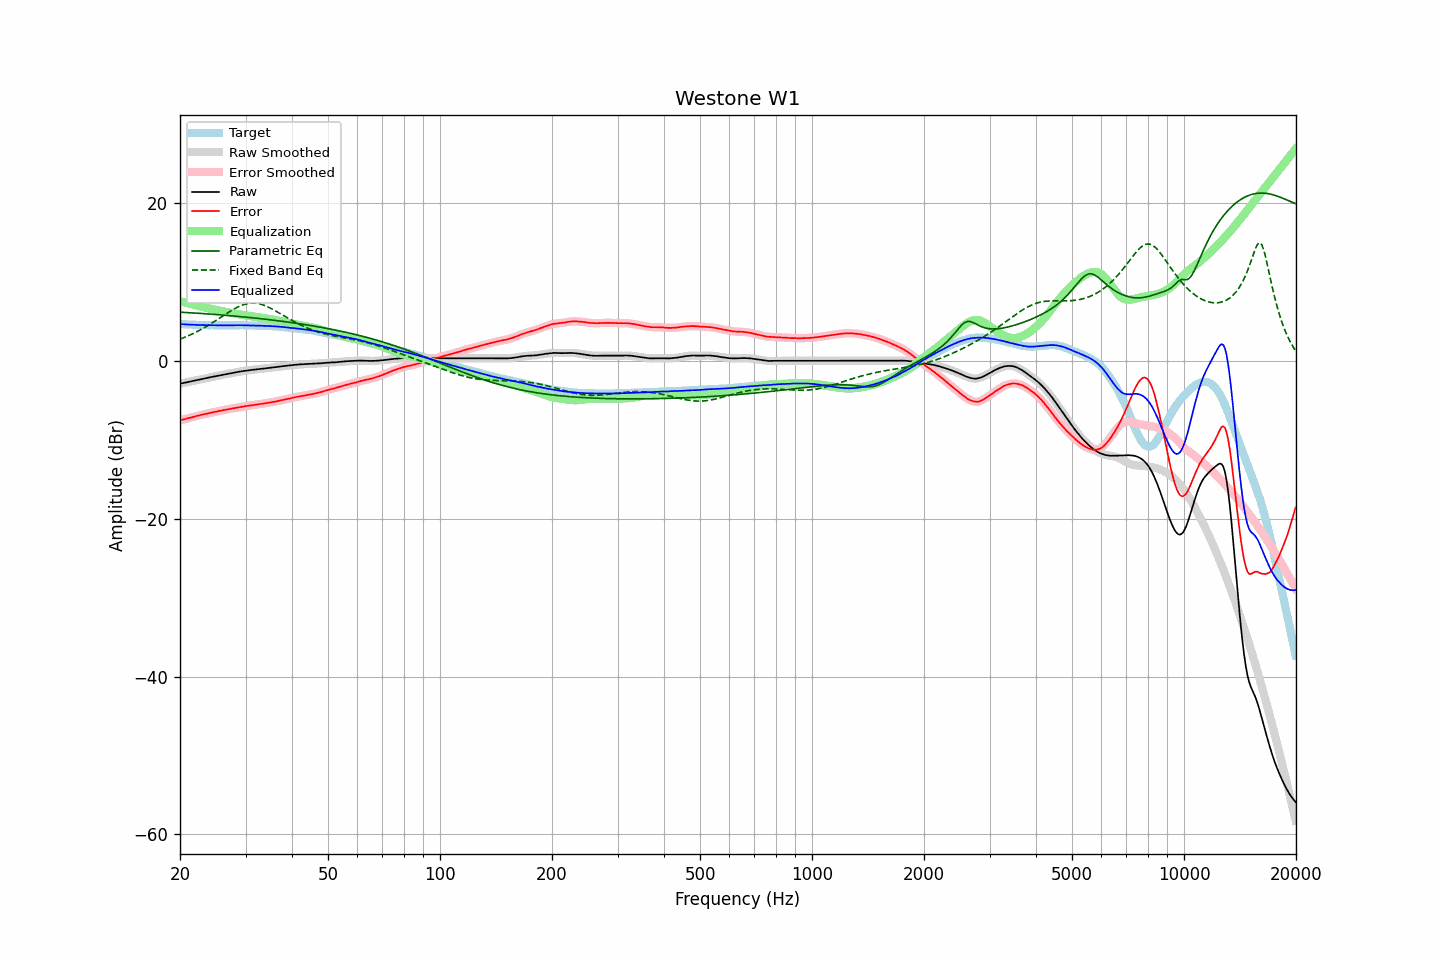 Westone W1
Target
Raw Smoothed
Error Smoothed
Raw
Error
Equalization
Parametric Eq
Fixed Band Eq
Equalized
20
0
−20
−40
−60
Amplitude (dBr)
20 50 100 200 500 1000 2000 5000 10000 20000
Frequency (Hz)